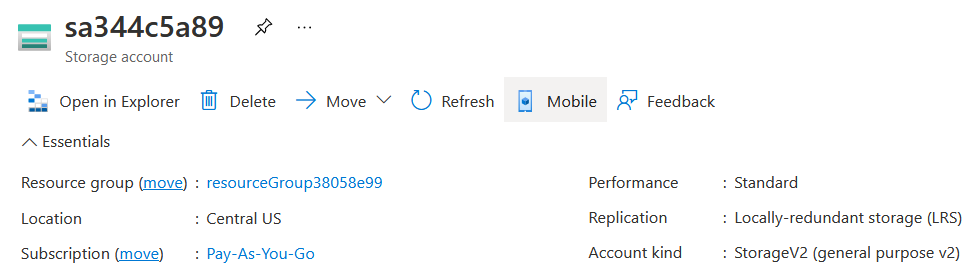 sa344c5a89 ...
Storage account
Open in Explorer Delete Move Refresh Mobile Feedback
Essentials
Resource group (move) : resourceGroup38058e99
Location : Central US
Subscription (move) : Pay-As-You-Go
Performance : Standard
Replication : Locally-redundant storage (LRS)
Account kind : StorageV2 (general purpose v2)